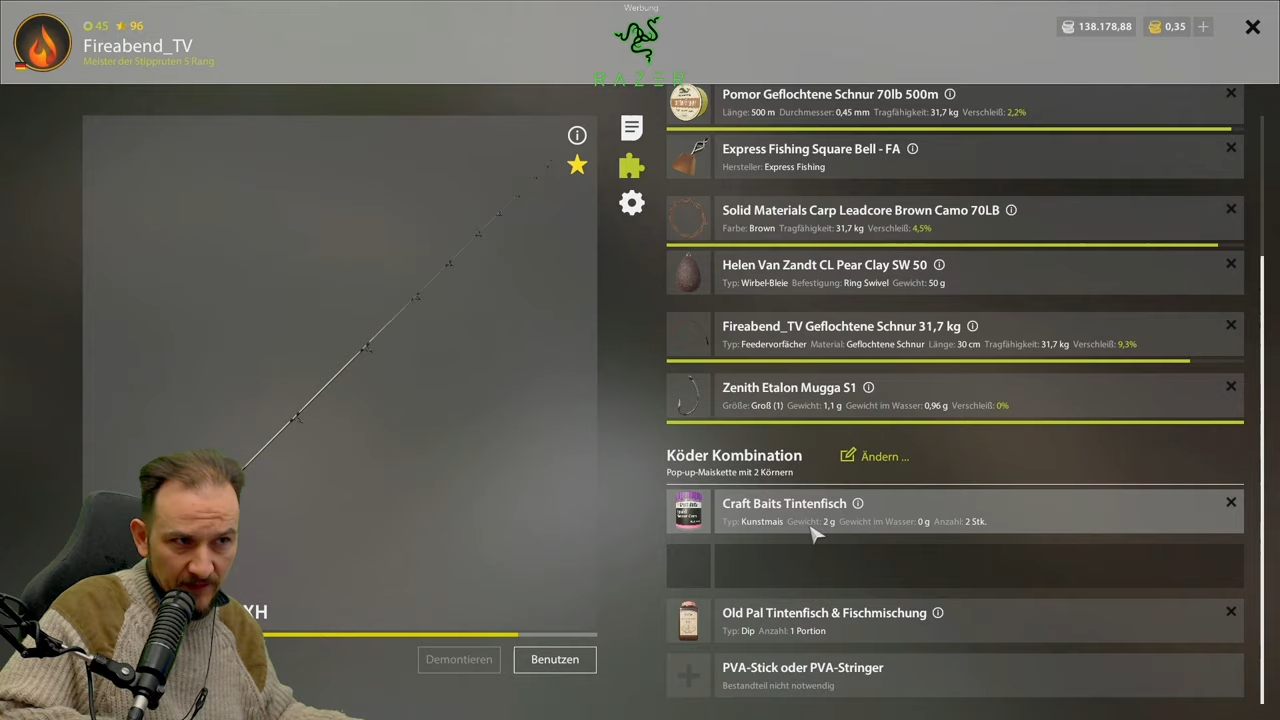 Werbung
45 96
Fireabend_TV
Meister der Stipprouten 5 Rang
RAZER
138.178,88
0,35
Pomor Geflochtene Schnur 70lb 500m
Länge: 500 m Durchmesser: 0,45 mm Tragfähigkeit: 31,7 kg Verschleiß: 2,2%
Express Fishing Square Bell - FA
Hersteller: Express Fishing
Solid Materials Carp Leadcore Brown Camo 70LB
Farbe: Brown Tragfähigkeit: 31,7 kg Verschleiß: 4,5%
Helen Van Zandt CL Pear Clay SW 50
Typ: Wirbel-Bleie Befestigung: Ring Swivel Gewicht: 50 g
Fireabend_TV Geflochtene Schnur 31,7 kg
Typ: Feedervorfächer Material: Geflochtene Schnur Länge: 30 cm Tragfähigkeit: 31,7 kg Verschleiß: 9,3%
Zenith Etalon Mugga S1
Größe: Groß (1) Gewicht: 1,1 g Gewicht im Wasser: 0,96 g Verschleiß: 0%
Köder Kombination
Ändern ...
Pop-up-Maiskette mit 2 Körnern
Craft Baits Tintenfisch
Typ: Kunstmais Gewicht: 2 g Gewicht im Wasser: 0 g Anzahl: 2 Stk.
Old Pal Tintenfisch & Fischmischung
Typ: Dip Anzahl: 1 Portion
PVA-Stick oder PVA-Stringer
Bestandteil nicht notwendig
XH
Demontieren
Benutzen